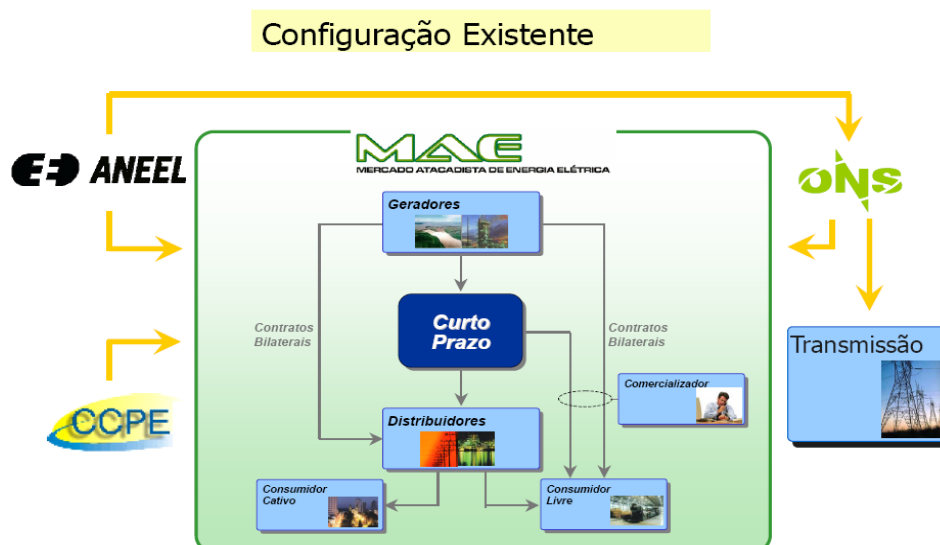 Configuração Existente
ANEEL
MAE
MERCADO ATACADISTA DE ENERGIA ELÉTRICA
ONS
Geradores
Curto
Prazo
Contratos
Bilaterais
Contratos
Bilaterais
Transmissão
Comercializador
CCPE
Distribuidores
Consumidor
Cativo
Consumidor
Livre